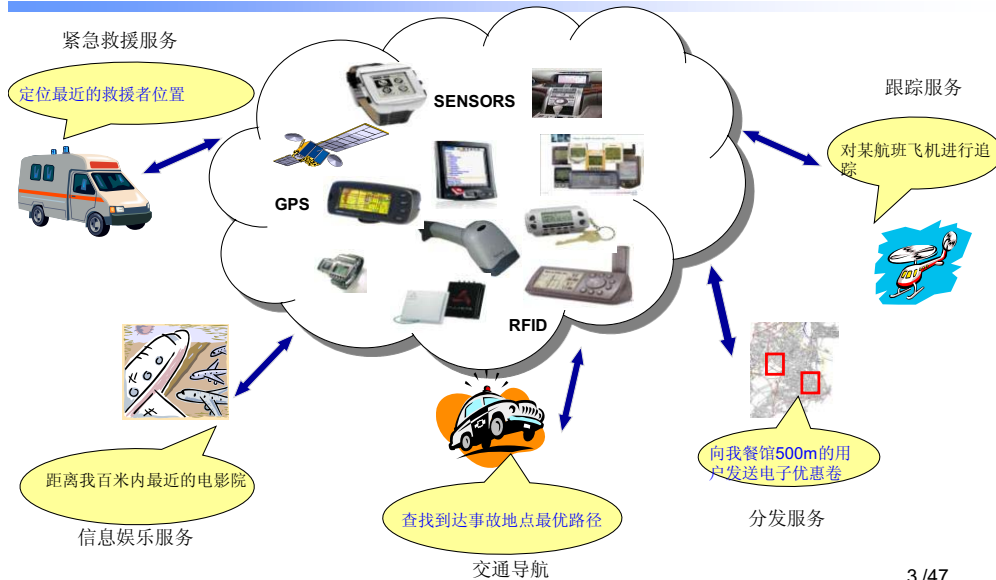 紧急救援服务
定位最近的救援者位置
SENSORS
跟踪服务
对某航班飞机进行追
踪
GPS
RFID
距离我百米内最近的电影院
信息娱乐服务
查找到达事故地点最优路径
交通导航
向我餐馆500m的用
户发送电子优惠卷
分发服务
3 /47